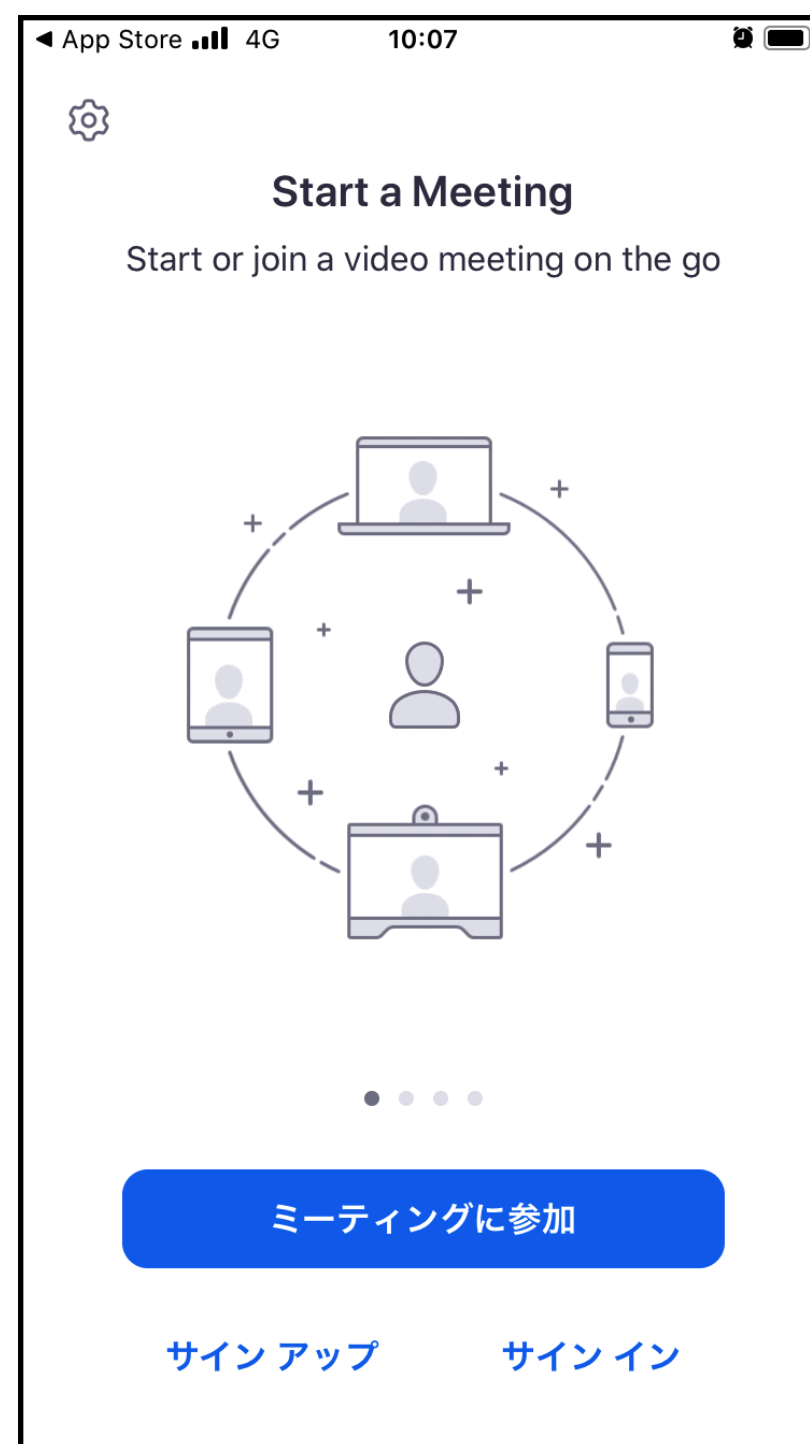 ◀ App Store 4G 10:07
Start a Meeting
Start or join a video meeting on the go
ミーティングに参加
サイン アップ サイン イン